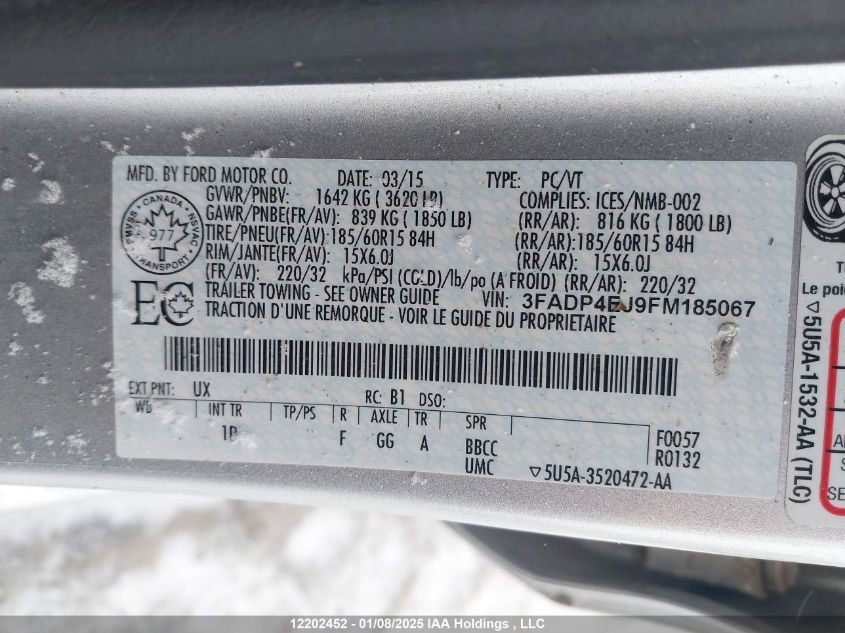 MFD. BY FORD MOTOR CO. DATE: 03/15 TYPE: PC/VT
GVWR/PNBV: 1642 KG ( 3620 LB) COMPLIES: ICES/NMB-002
GAWR/PNBE(FR/AV): 839 KG ( 1850 LB) (RR/AR): 816 KG ( 1800 LB)
TIRE/PNEU(FR/AV):185/60R15 84H (RR/AR):185/60R15 84H
RIM/JANTE(FR/AV): 15X6.0J (RR/AR): 15X6.0J
(FR/AV): 220/32 kPa/PSI (COLD)/lb/po (A FROID) (RR/AR): 220/32
TRAILER TOWING - SEE OWNER GUIDE VIN: 3FADP4EJ9FM185067
TRACTION D'UNE REMORQUE - VOIR LE GUIDE DU PROPRIETAIRE
CANADA
NSVAC
TRANSPORT
977
EC
EXT PNT: UX RC: B1 DSO:
WB INT TR TP/PS R AXLE TR SPR
F GG A BBCC
UMC
F0057
R0132
▽5U5A-3520472-AA
▽5U5A-1532-AA (TLC)
Le po
12202452 - 01/08/2025 IAA Holdings , LLC